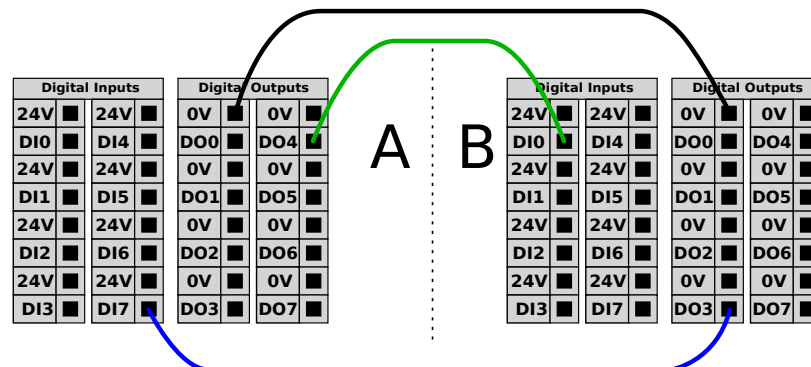 Digital Inputs Digital Outputs Digital Inputs Digital Outputs
24V 24V 0V 0V A B 24V 24V 0V 0V
DI0 DI4 DO0 DO4 DI0 DI4 DO0 DO4
24V 24V 0V 0V 24V 24V 0V 0V
DI1 DI5 DO1 DO5 DI1 DI5 DO1 DO5
24V 24V 0V 0V 24V 24V 0V 0V
DI2 DI6 DO2 DO6 DI2 DI6 DO2 DO6
24V 24V 0V 0V 24V 24V 0V 0V
DI3 DI7 DO3 DO7 DI3 DI7 DO3 DO7